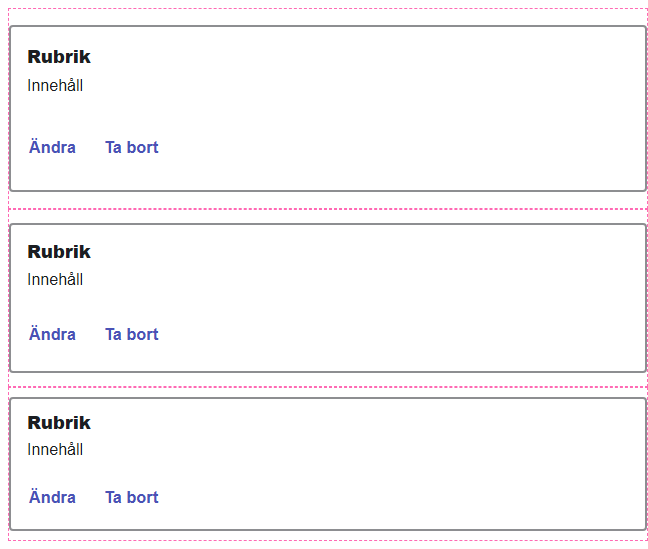 Rubrik
Innehåll
Ändra Ta bort
Rubrik
Innehåll
Ändra Ta bort
Rubrik
Innehåll
Ändra Ta bort